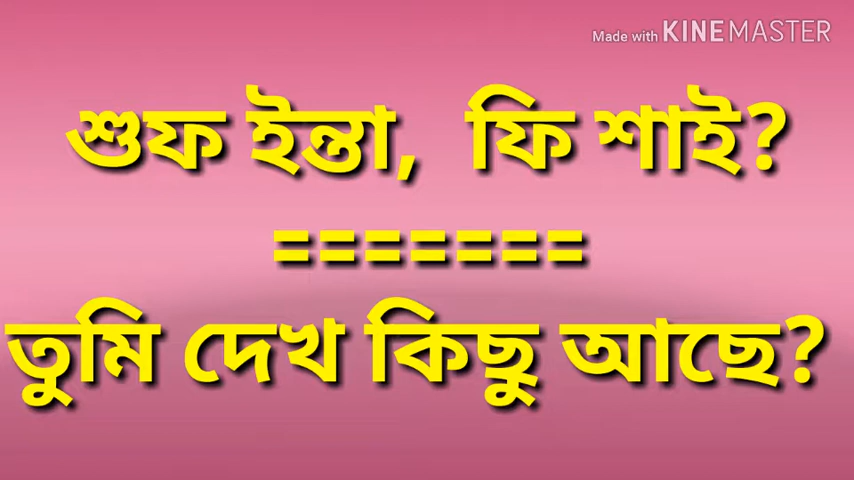 Made with KINEMASTER
শুফ ইন্তা, ফি শাই?
=======
তুমি দেখ কিছু আছে?